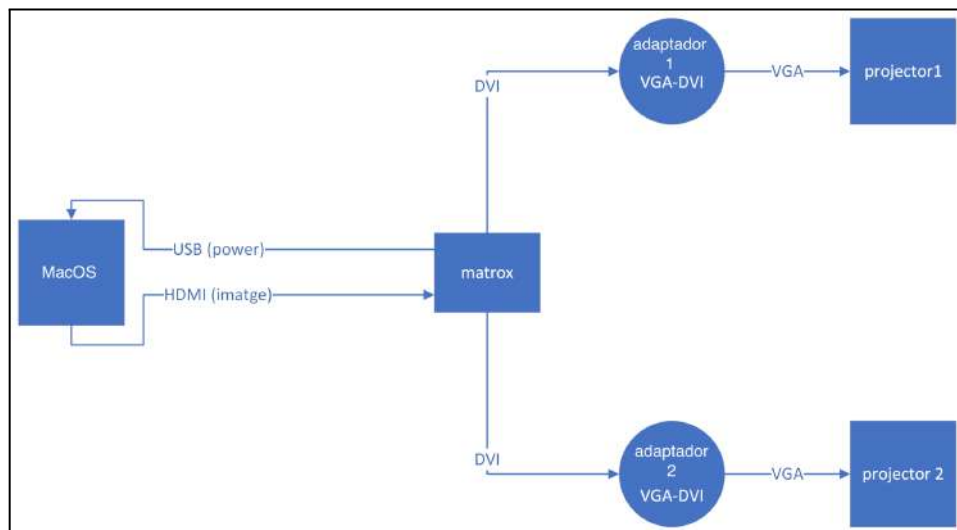 adaptador
1
VGA-DVI
VGA
projector1
DVI
USB (power)
MacOS
matrox
HDMI (imatge)
DVI
adaptador
2
VGA-DVI
VGA
projector 2